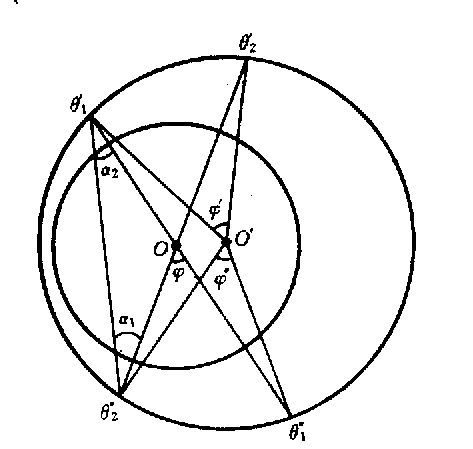 θ'₂
θ'₁
α₂
φ'
O O'
φ φ"
α₁
θ"₂
θ"₁